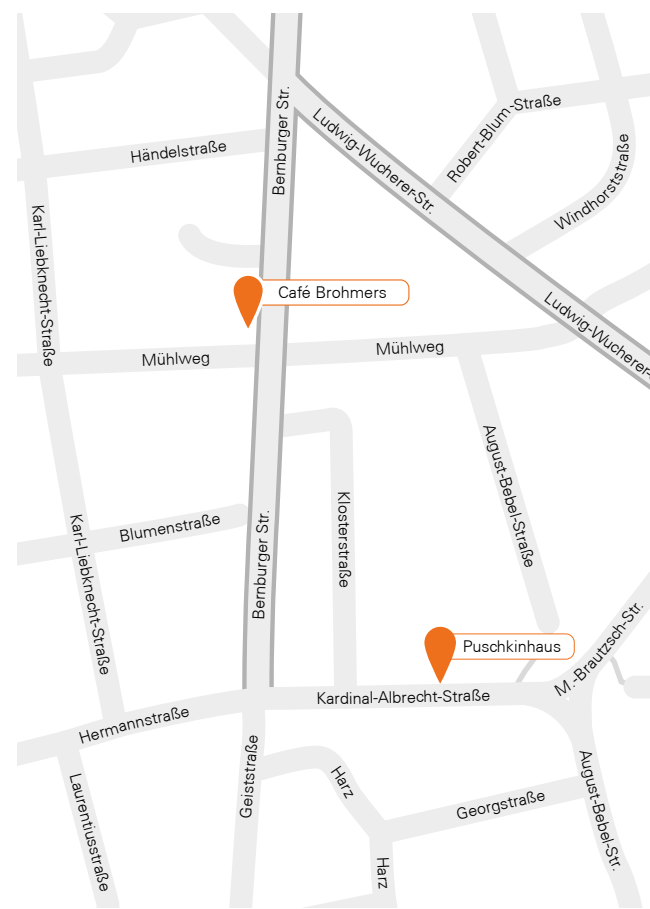 Bernburger Str.
Ludwig-Wucherer-Str.
Robert-Blum-Straße
Händelstraße
Windhorststraße
Karl-Liebknecht-Straße
Café Brohmers
Ludwig-Wucherer-
Mühlweg
Mühlweg
August-Bebel-Straße
Klosterstraße
Blumenstraße
Bernburger Str.
Karl-Liebknecht-Straße
M.-Brautzsch-Str.
Puschkinhaus
Kardinal-Albrecht-Straße
Hermannstraße
Geiststraße
Laurentiusstraße
Harz
Georgstraße
August-Bebel-Str.
Harz